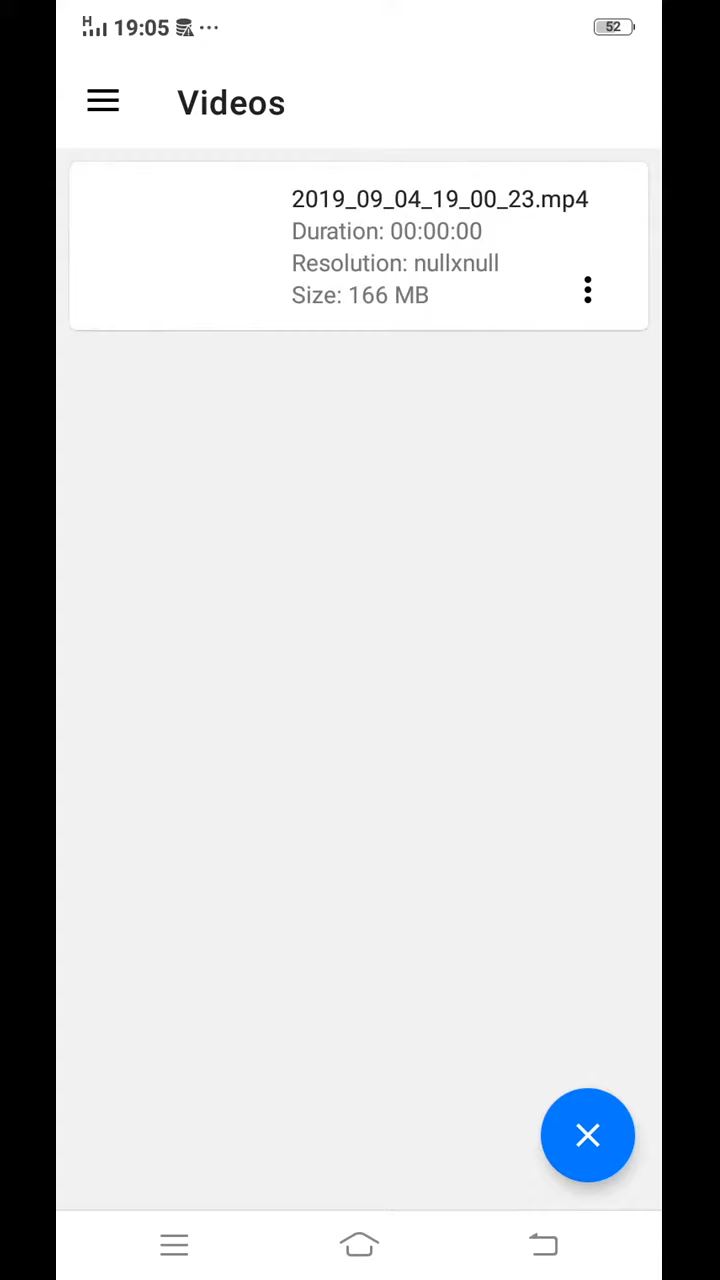 H 19:05 ... 52
Videos
2019_09_04_19_00_23.mp4
Duration: 00:00:00
Resolution: nullxnull
Size: 166 MB